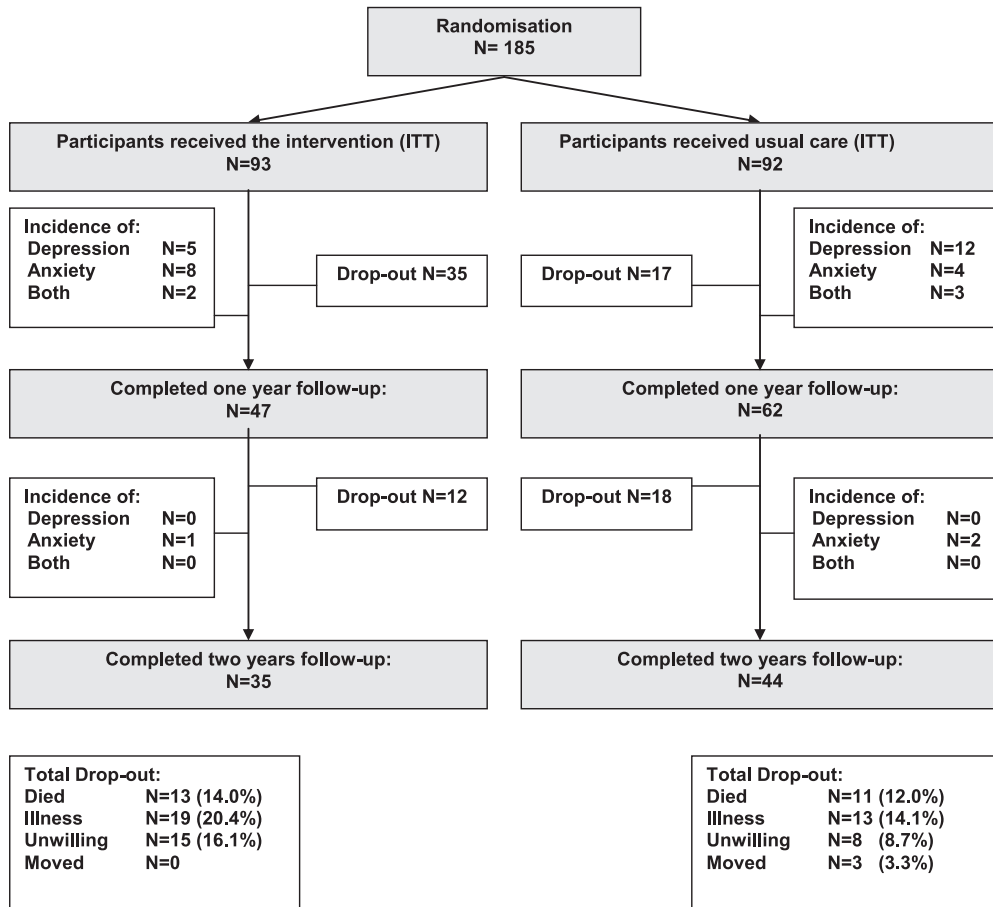 Randomisation
N= 185
Participants received the intervention (ITT)
N=93
Participants received usual care (ITT)
N=92
Incidence of:
Depression N=5
Anxiety N=8
Both N=2
Drop-out N=35
Drop-out N=17
Incidence of:
Depression N=12
Anxiety N=4
Both N=3
Completed one year follow-up:
N=47
Completed one year follow-up:
N=62
Incidence of:
Depression N=0
Anxiety N=1
Both N=0
Drop-out N=12
Drop-out N=18
Incidence of:
Depression N=0
Anxiety N=2
Both N=0
Completed two years follow-up:
N=35
Completed two years follow-up:
N=44
Total Drop-out:
Died N=13 (14.0%)
Illness N=19 (20.4%)
Unwilling N=15 (16.1%)
Moved N=0
Total Drop-out:
Died N=11 (12.0%)
Illness N=13 (14.1%)
Unwilling N=8 (8.7%)
Moved N=3 (3.3%)